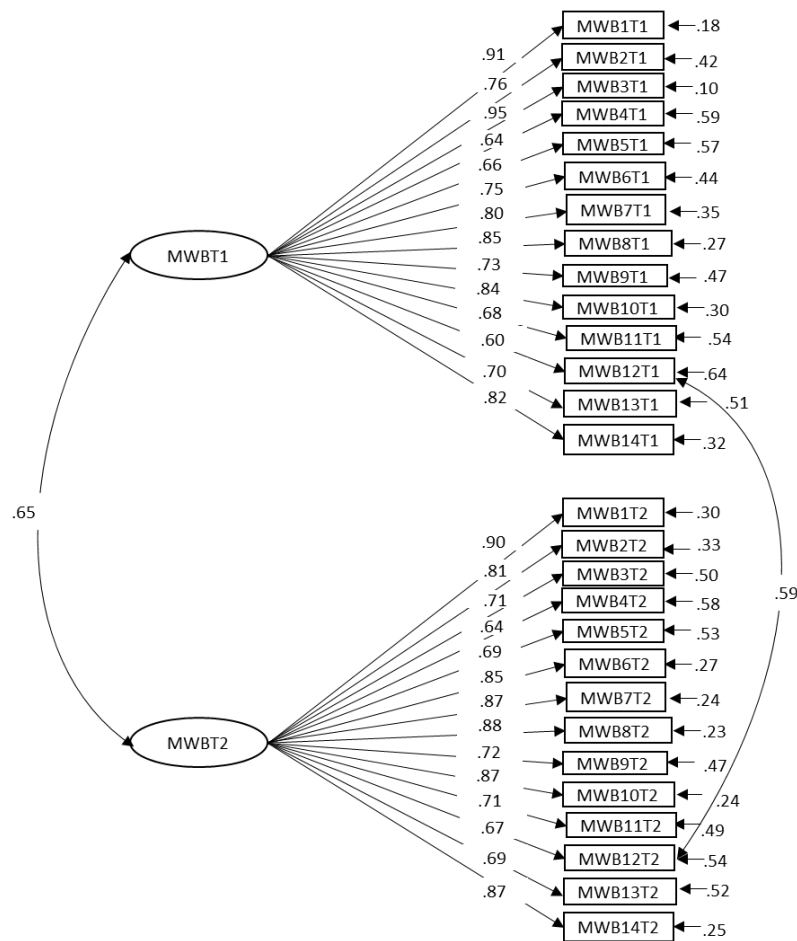 MWB1T1 .18
.91
MWB2T1 .42
.76
MWB3T1 .10
.95
MWB4T1 .59
.64
MWB5T1 .57
.66
MWB6T1 .44
.75
MWB7T1 .35
.80
MWB8T1 .27
.85
MWBT1
.73
MWB9T1 .47
.84
MWB10T1 .30
.68
MWB11T1 .54
.60
MWB12T1 .64
.70
MWB13T1 .51
.82
MWB14T1 .32
.65
.59
MWB1T2 .30
.90
MWB2T2 .33
.81
MWB3T2 .50
.71
MWB4T2 .58
.64
MWB5T2 .53
.69
MWB6T2 .27
.85
MWB7T2 .24
.87
MWB8T2 .23
.88
MWBT2
.72
MWB9T2 .47
.87
MWB10T2 .24
.71
MWB11T2 .49
.67
MWB12T2 .54
.69
MWB13T2 .52
.87
MWB14T2 .25